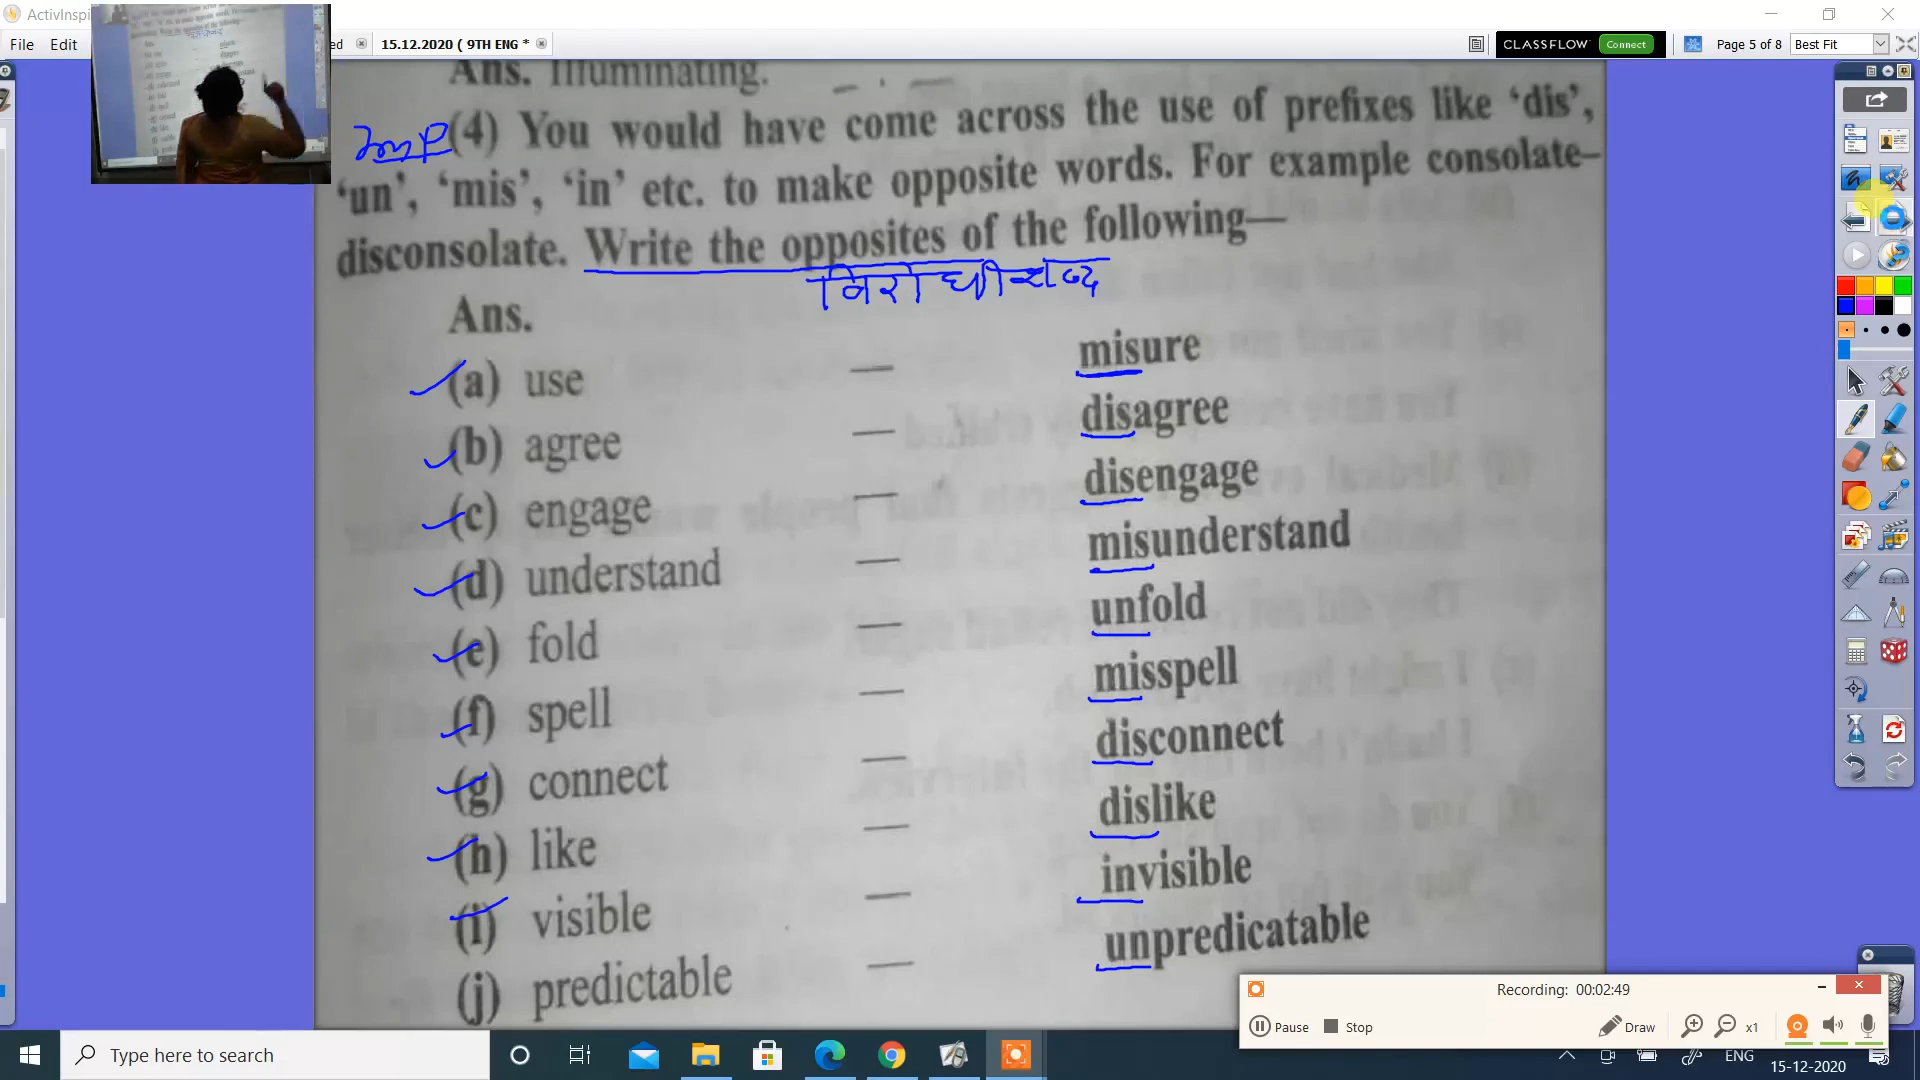 ActivInspi
File Edit
ed
15.12.2020 ( 9TH ENG *
CLASSFLOW Connect
Page 5 of 8
Best Fit
Ans. Illuminating.
Imp (4) You would have come across the use of prefixes like ‘dis’,
‘un’, ‘mis’, ‘in’ etc. to make opposite words. For example consolate–
disconsolate. Write the opposites of the following—
विरोधी शब्द
Ans.
(a) use — misure
(b) agree — disagree
(c) engage — disengage
(d) understand — misunderstand
(e) fold — unfold
(f) spell — misspell
(g) connect — disconnect
(h) like — dislike
(i) visible — invisible
(j) predictable — unpredicatable
Recording: 00:02:49
Pause Stop Draw x1
Type here to search
ENG
15-12-2020